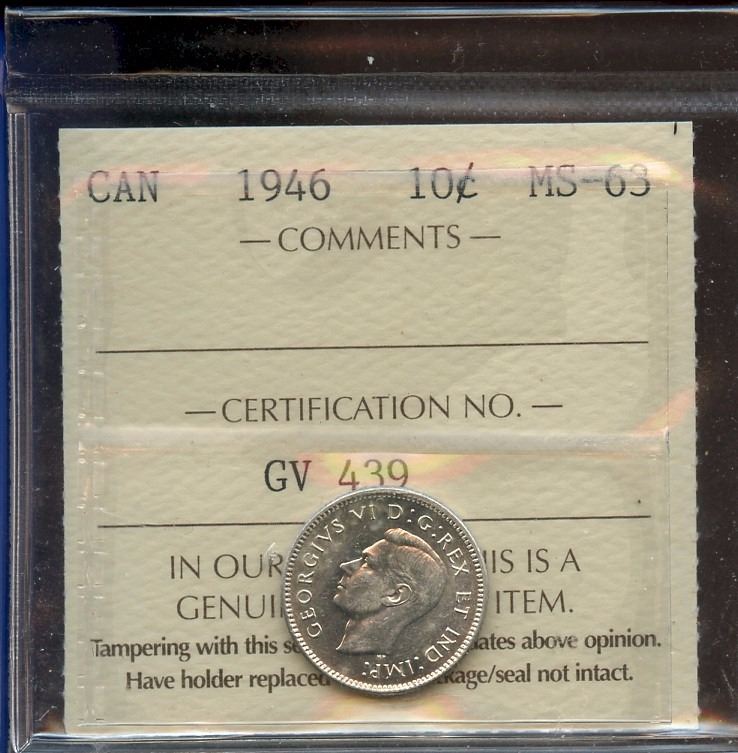 CAN 1946 10¢ MS-63
— COMMENTS —
— CERTIFICATION NO. —
GV 439
IN OUR HIS IS A
GENUI ITEM.
Tampering with this se ates above opinion.
Have holder replaced kage/seal not intact.
GEORGIVS VI D:G:REX ET IND:IMP: